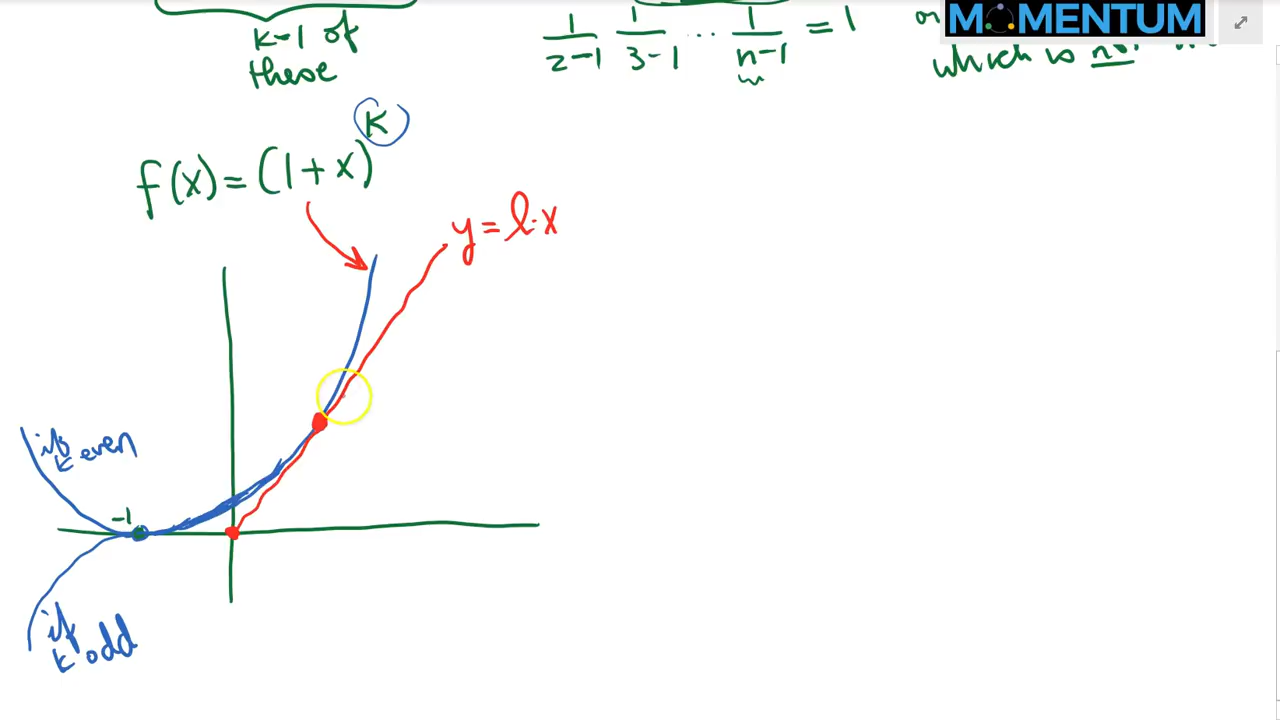 k-1 of
these
1/(2-1) 1/(3-1) ... 1/(n-1) = 1
which is not
MOMENTUM
f(x) = (1+x)^k
y = l·x
if
k even
-1
if
k odd